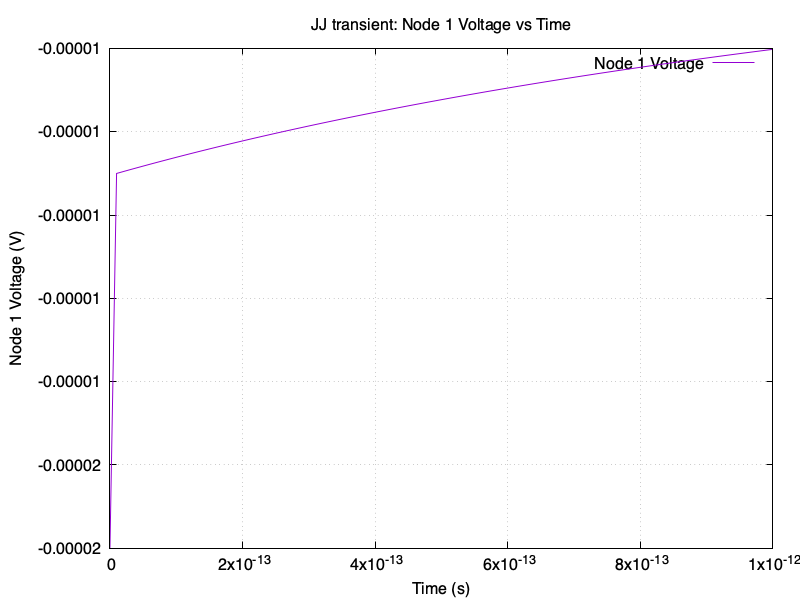 JJ transient: Node 1 Voltage vs Time
Node 1 Voltage
-0.00001
-0.00001
-0.00001
-0.00001
-0.00001
-0.00002
-0.00002
Node 1 Voltage (V)
0 2x10⁻¹³ 4x10⁻¹³ 6x10⁻¹³ 8x10⁻¹³ 1x10⁻¹²
Time (s)